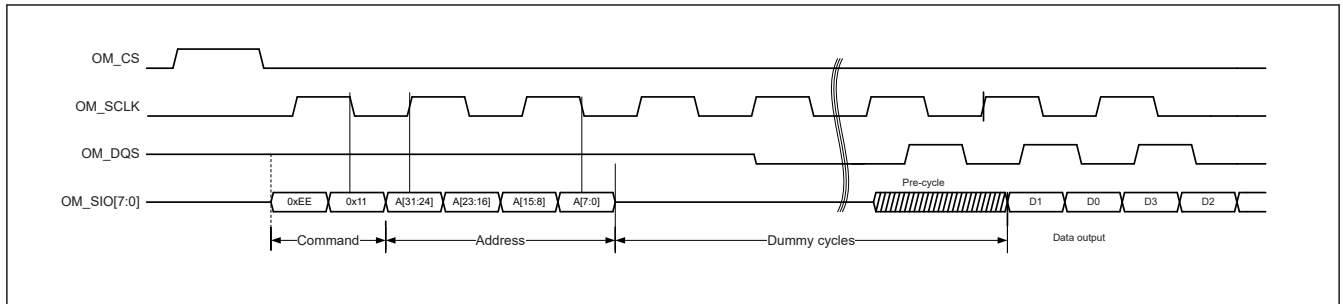 OM_CS
OM_SCLK
OM_DQS
Pre-cycle
OM_SIO[7:0]
0xEE 0x11 A[31:24] A[23:16] A[15:8] A[7:0] D1 D0 D3 D2
Command Address Dummy cycles Data output